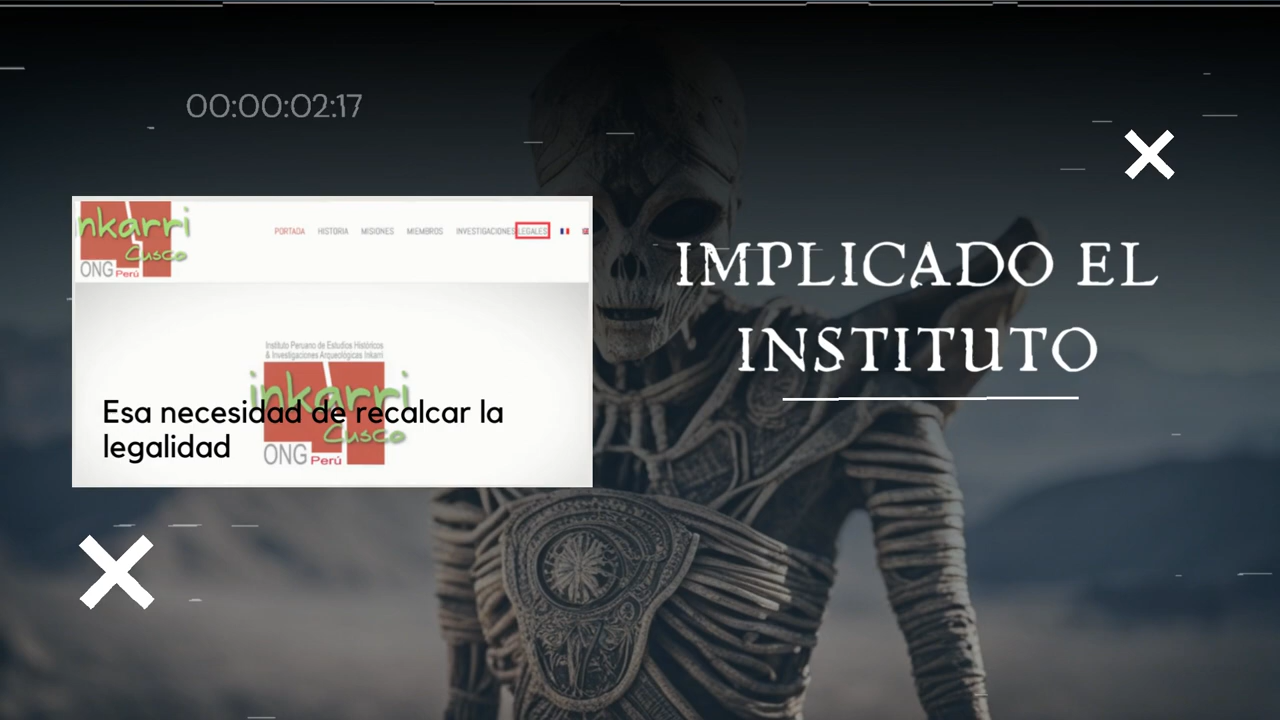 00:00:02:17
IMPLICADO EL
INSTITUTO
inkarri
Cusco
ONG Perú
PORTADA HISTORIA MISIONES MIEMBROS INVESTIGACIONES LEGALES
Instituto Peruano de Estudios Históricos
& Investigaciones Arqueológicas Inkarri
inkarri
Cusco
ONG Perú
Esa necesidad de recalcar la
legalidad